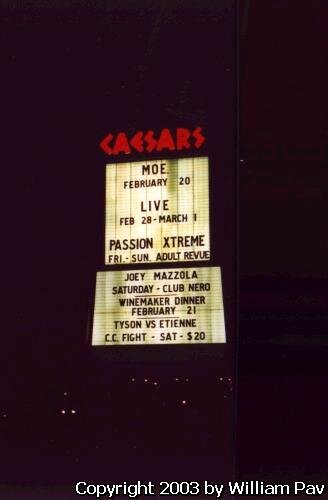 CAESARS
MOE.
FEBRUARY 20
LIVE
FEB 28-MARCH 1
PASSION XTREME
FRI.-SUN. ADULT REVUE
JOEY MAZZOLA
SATURDAY - CLUB NERO
WINEMAKER DINNER
FEBRUARY 21
TYSON VS ETIENNE
C.C. FIGHT - SAT - $20
Copyright 2003 by William Pav